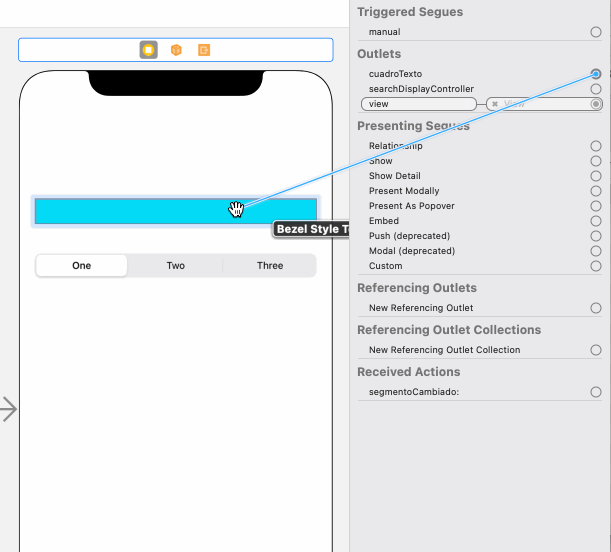 Triggered Segues
manual
Outlets
cuadroTexto
searchDisplayController
view
View
Presenting Segues
Relationship
Show
Show Detail
Present Modally
Present As Popover
Embed
Push (deprecated)
Modal (deprecated)
Custom
Referencing Outlets
New Referencing Outlet
Referencing Outlet Collections
New Referencing Outlet Collection
Received Actions
segmentoCambiado:
Bezel Style T
One
Two
Three